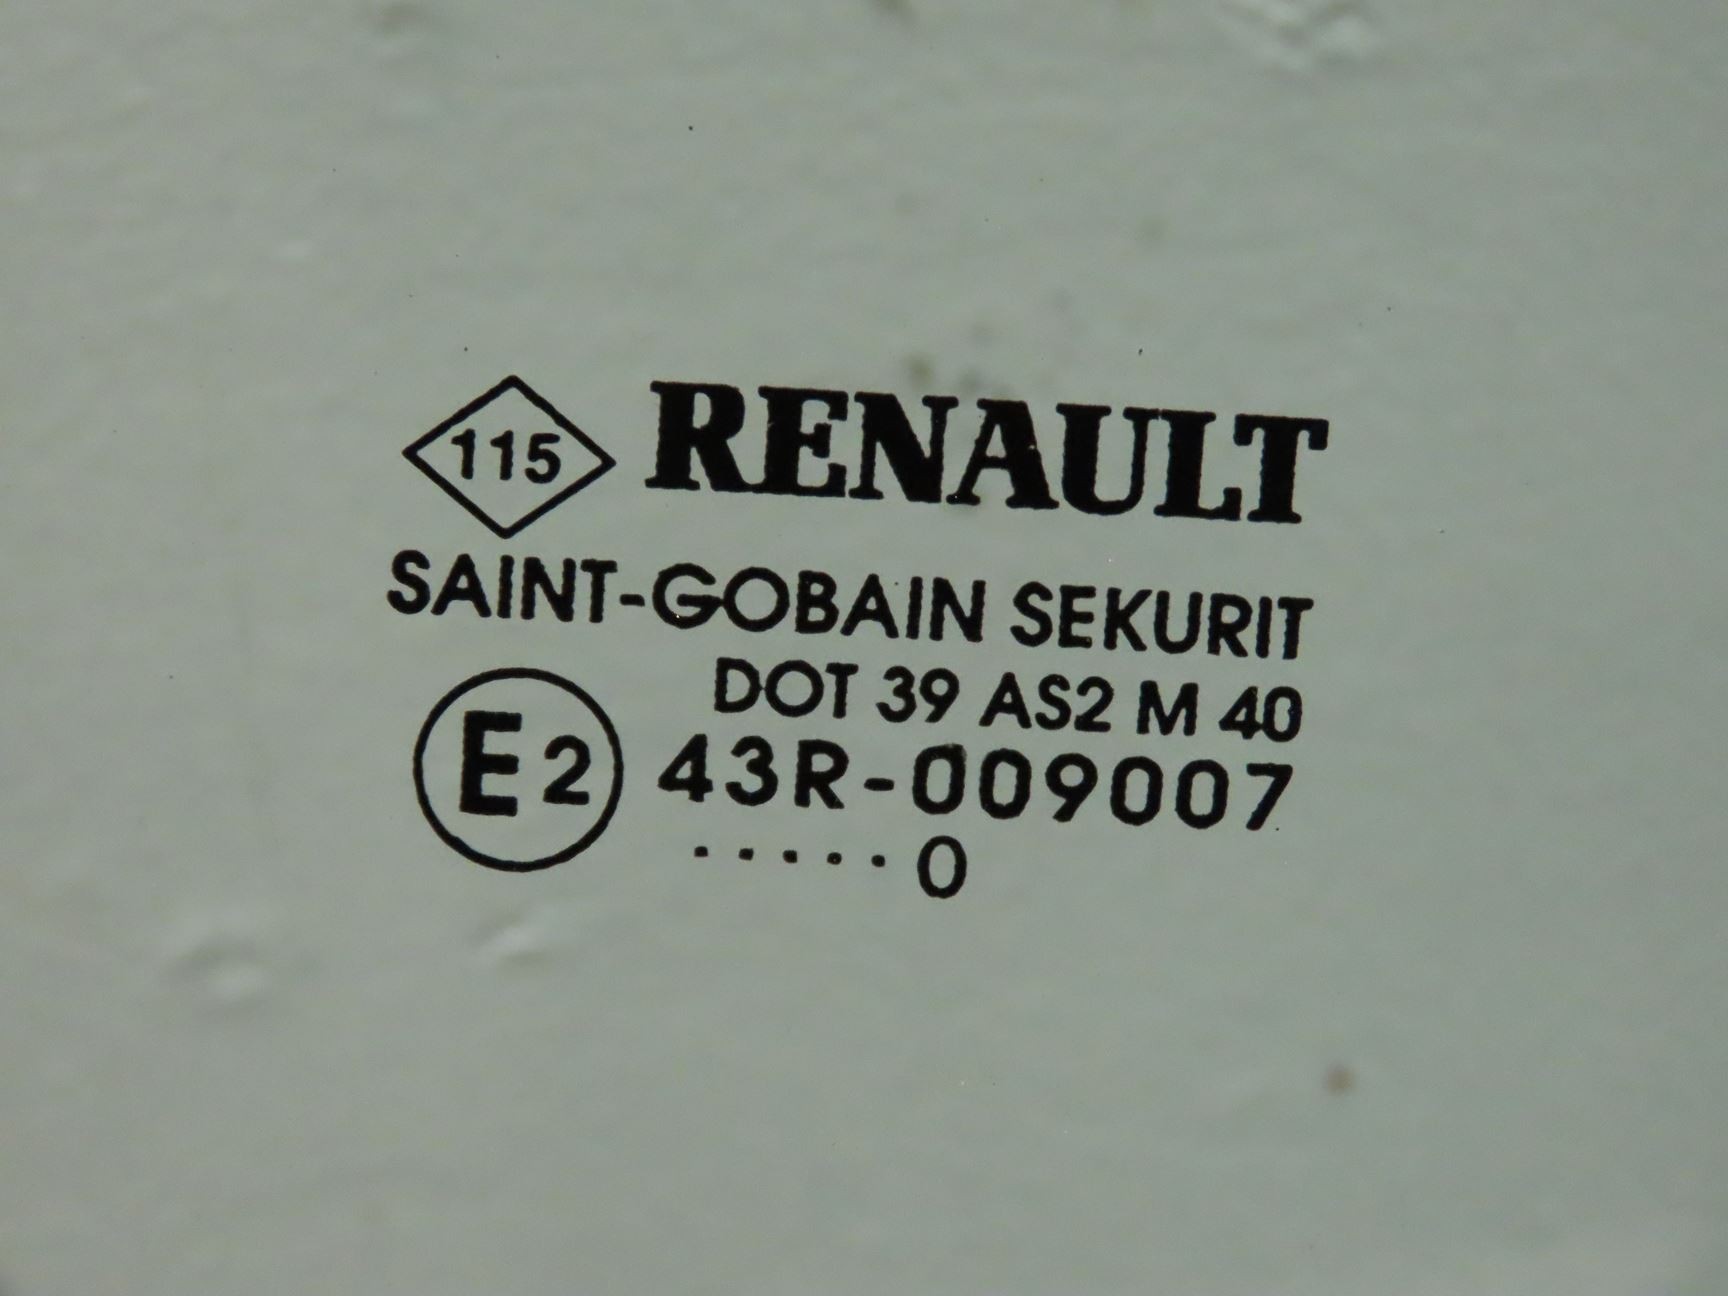 115 RENAULT
SAINT-GOBAIN SEKURIT
DOT 39 AS2 M 40
E2 43R-009007
.....0